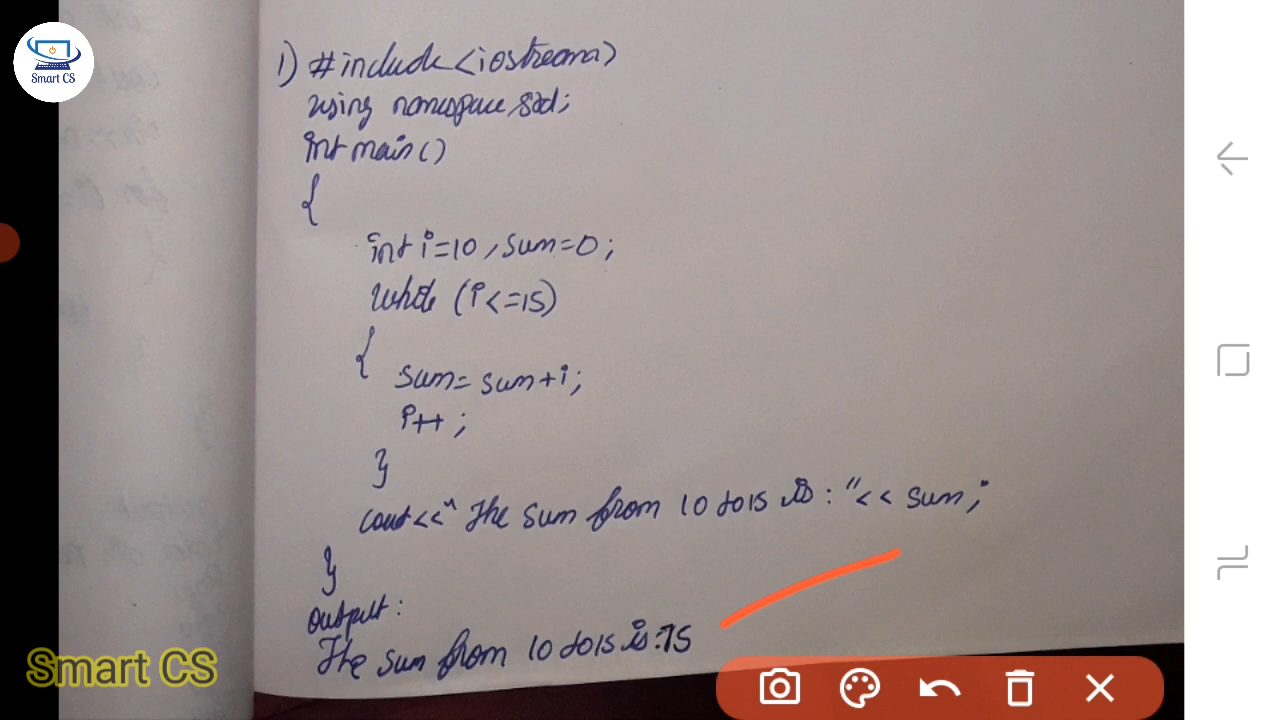 Smart CS
1) #include<iostream>
using namespace std;
int main()
{
int i=10, sum=0;
while (i<=15)
{
sum=sum+i;
i++;
}
cout<<"The sum from 10 to 15 is: "<< sum;
}
output:
The sum from 10 to 15 is:75
Smart CS